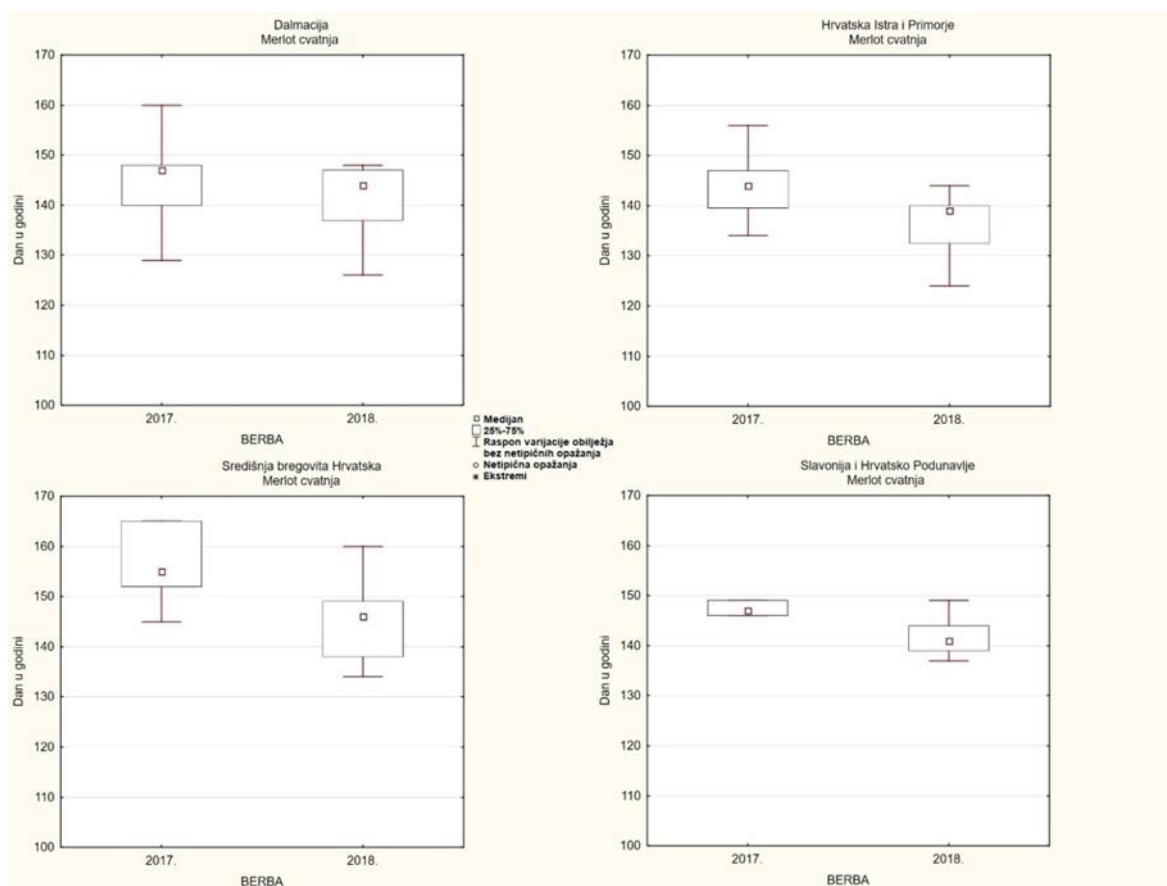 Dalmacija
Merlot cvatnja
170
160
150
140
130
120
110
100
Dan u godini
2017.
2018.
BERBA
Hrvatska Istra i Primorje
Merlot cvatnja
170
160
150
140
130
120
110
100
Dan u godini
2017.
2018.
BERBA
Medijan
25%-75%
Raspon varijacije obilježja
bez netipičnih opažanja
Netipična opažanja
Ekstremi
Središnja bregovita Hrvatska
Merlot cvatnja
170
160
150
140
130
120
110
100
Dan u godini
2017.
2018.
BERBA
Slavonija i Hrvatsko Podunavlje
Merlot cvatnja
170
160
150
140
130
120
110
100
Dan u godini
2017.
2018.
BERBA